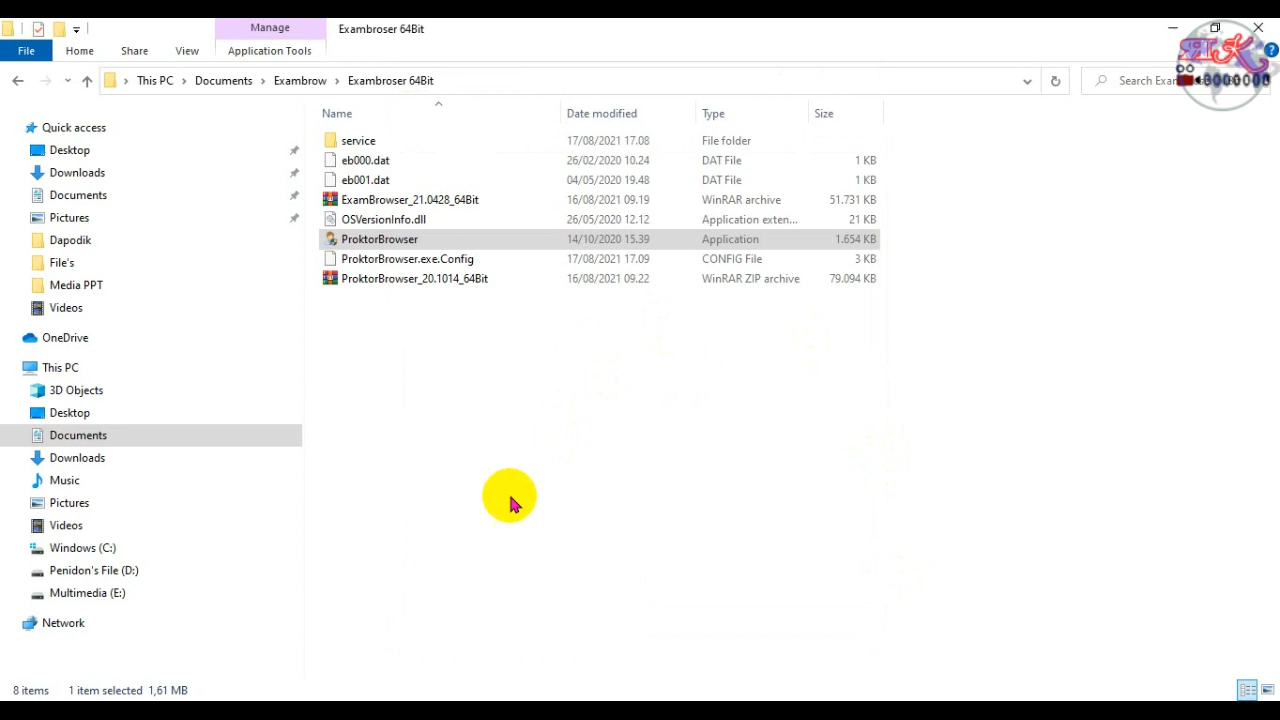 Manage
Exambroser 64Bit
File
Home
Share
View
Application Tools
This PC
Documents
Exambrow
Exambroser 64Bit
Search Exam
Name
Date modified
Type
Size
Quick access
Desktop
Downloads
Documents
Pictures
Dapodik
File's
Media PPT
Videos
OneDrive
This PC
3D Objects
Desktop
Documents
Downloads
Music
Pictures
Videos
Windows (C:)
Penidon's File (D:)
Multimedia (E:)
Network
service 17/08/2021 17.08 File folder
eb000.dat 26/02/2020 10.24 DAT File 1 KB
eb001.dat 04/05/2020 19.48 DAT File 1 KB
ExamBrowser_21.0428_64Bit 16/08/2021 09.19 WinRAR archive 51.731 KB
OSVersionInfo.dll 26/05/2020 12.12 Application exten... 21 KB
ProktorBrowser 14/10/2020 15.39 Application 1.654 KB
ProktorBrowser.exe.Config 17/08/2021 17.09 CONFIG File 3 KB
ProktorBrowser_20.1014_64Bit 16/08/2021 09.22 WinRAR ZIP archive 79.094 KB
8 items 1 item selected 1,61 MB